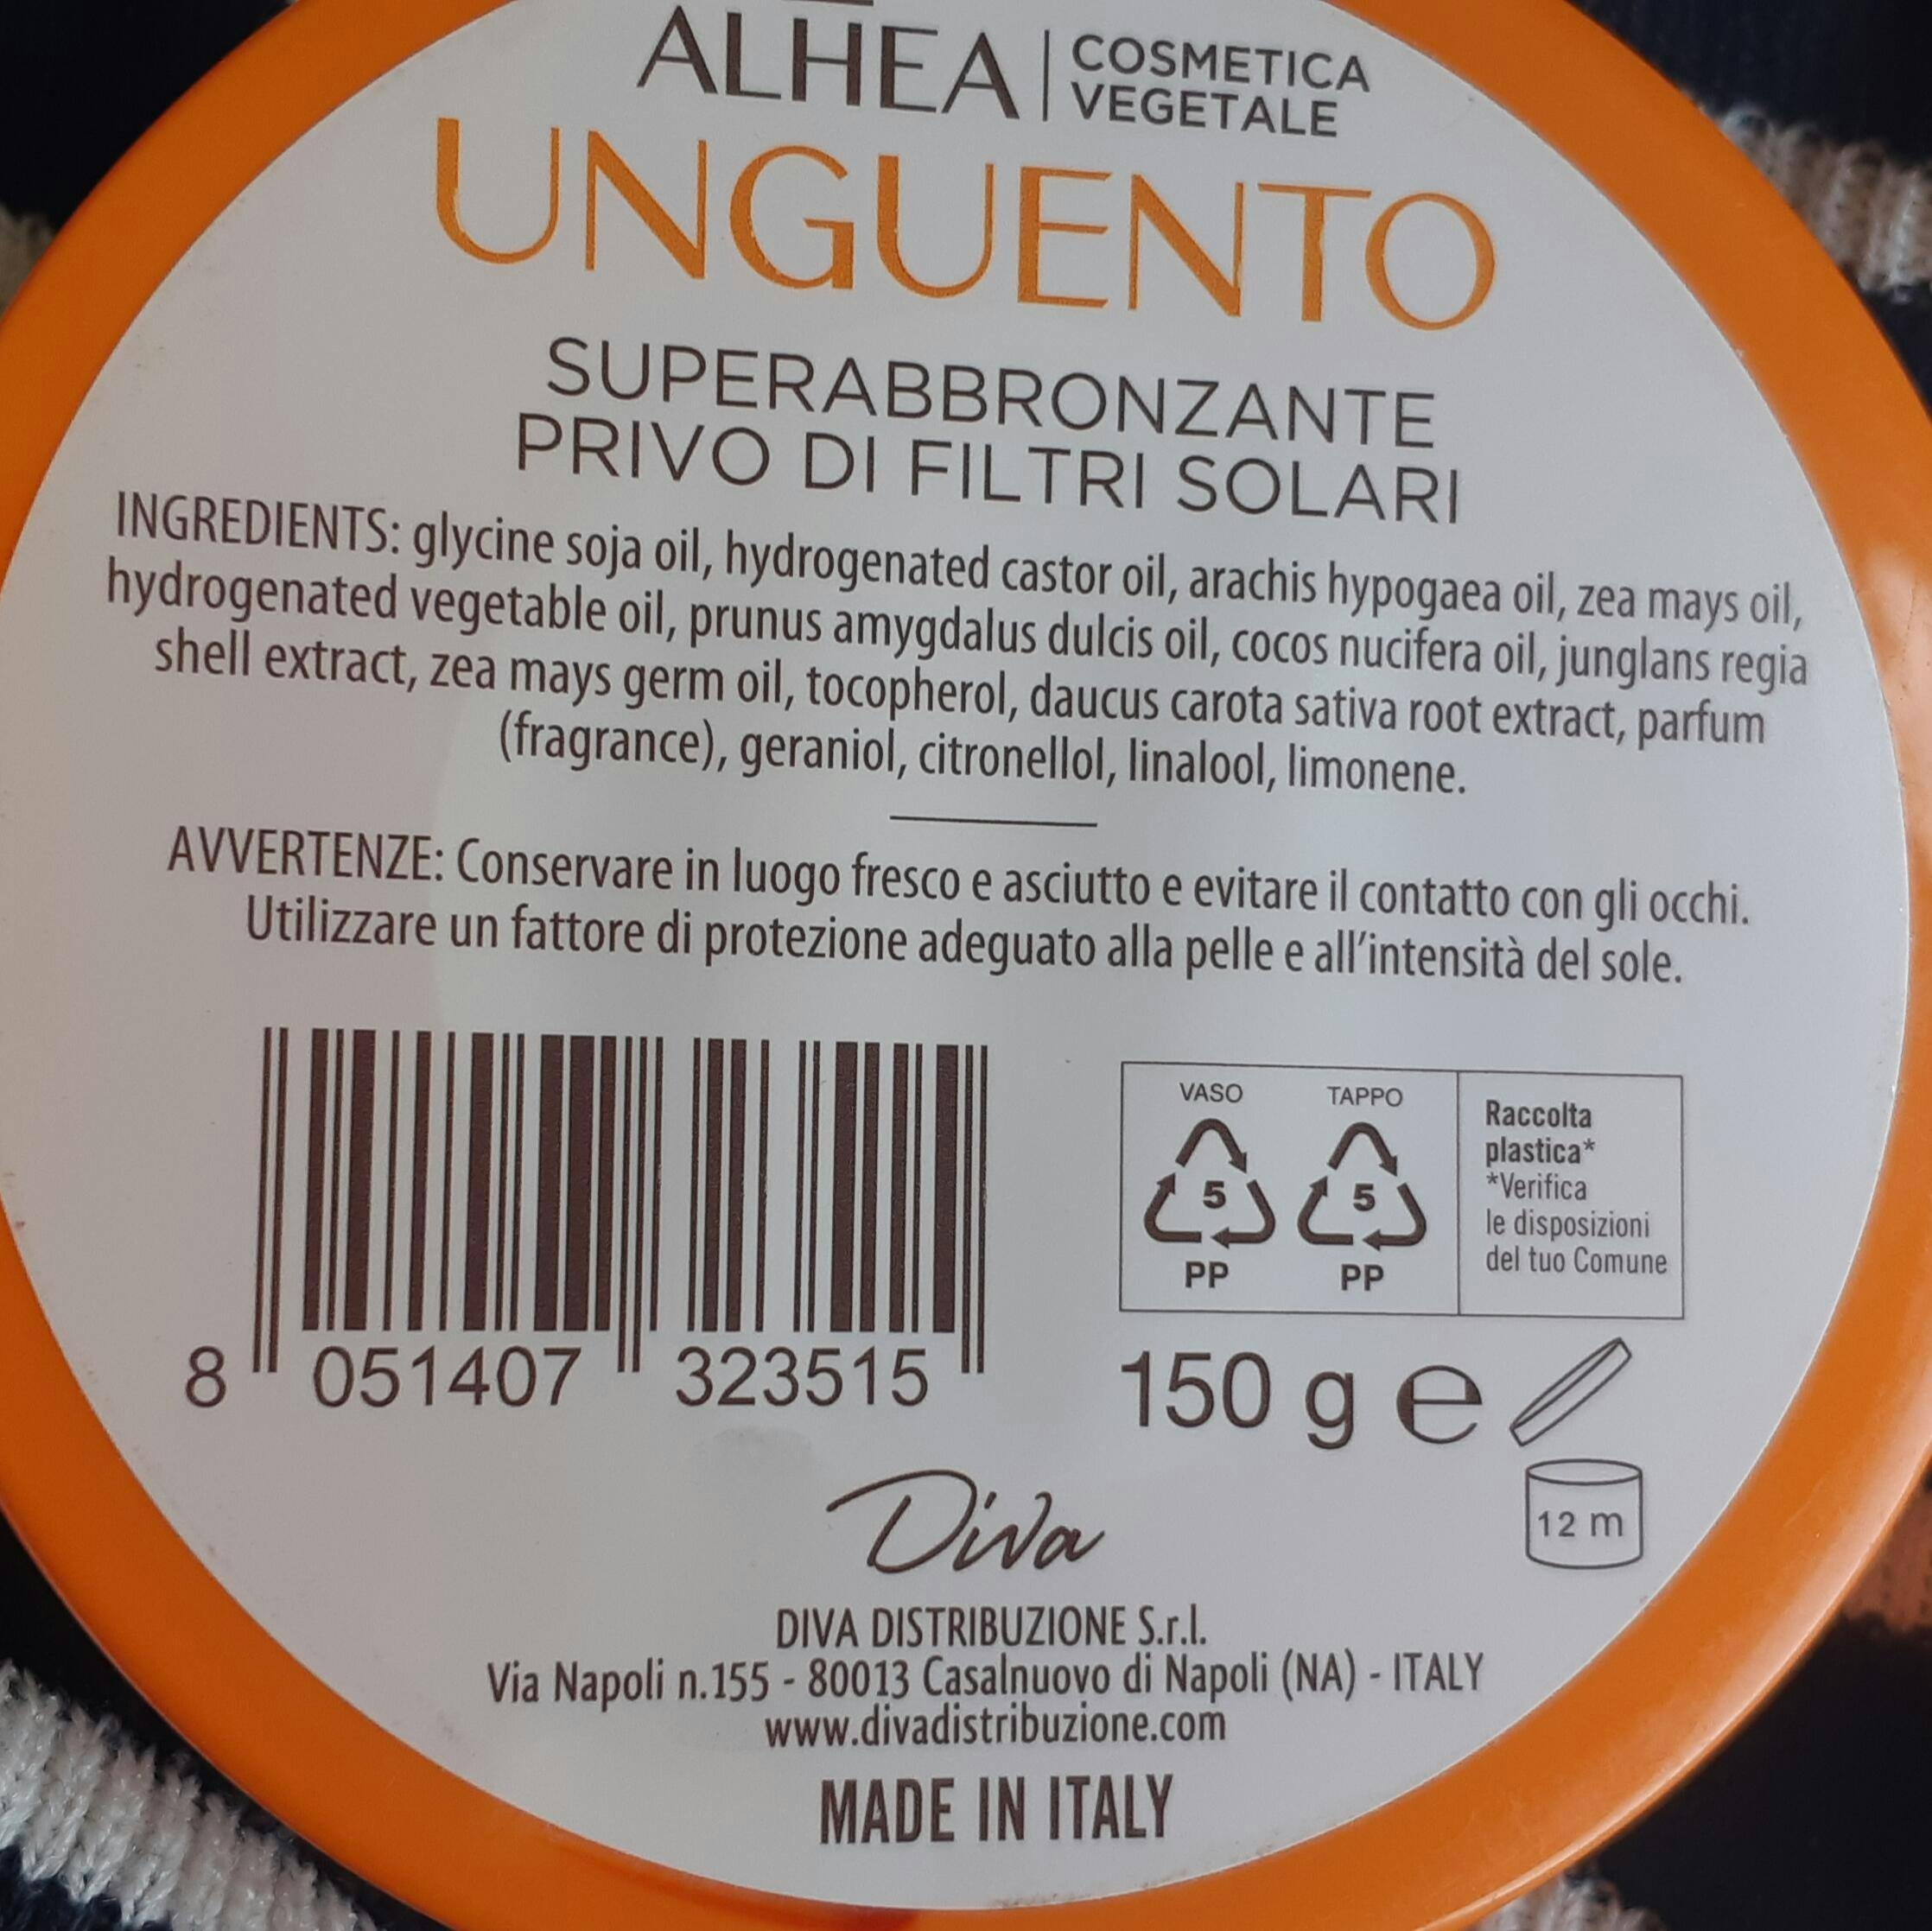 ALHEA | COSMETICA
VEGETALE
UNGUENTO
SUPERABBRONZANTE
PRIVO DI FILTRI SOLARI
INGREDIENTS: glycine soja oil, hydrogenated castor oil, arachis hypogaea oil, zea mays oil,
hydrogenated vegetable oil, prunus amygdalus dulcis oil, cocos nucifera oil, junglans regia
shell extract, zea mays germ oil, tocopherol, daucus carota sativa root extract, parfum
(fragrance), geraniol, citronellol, linalool, limonene.
AVVERTENZE: Conservare in luogo fresco e asciutto e evitare il contatto con gli occhi.
Utilizzare un fattore di protezione adeguato alla pelle e all'intensità del sole.
8 051407 323515
VASO
5
PP
TAPPO
5
PP
Raccolta
plastica*
*Verifica
le disposizioni
del tuo Comune
150 g e
12 m
Diva
DIVA DISTRIBUZIONE S.r.l.
Via Napoli n.155 - 80013 Casalnuovo di Napoli (NA) - ITALY
www.divadistribuzione.com
MADE IN ITALY